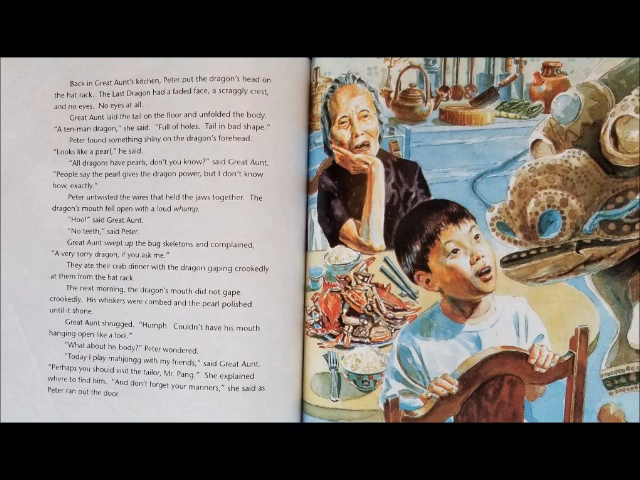 Back in Great Aunt's kitchen, Peter put the dragon's head on
the hat rack. The Last Dragon had a faded face, a scraggly crest,
and no eyes. No eyes at all.
Great Aunt laid the tail on the floor and unfolded the body.
"A ten-man dragon," she said. "Full of holes. Tail in bad shape."
Peter found something shiny on the dragon's forehead.
"Looks like a pearl," he said.
"All dragons have pearls, don't you know?" said Great Aunt.
"People say the pearl gives the dragon power, but I don't know
how, exactly."
Peter untwisted the wires that held the jaws together. The
dragon's mouth fell open with a loud whump.
"Hoo!" said Great Aunt.
"No teeth," said Peter.
Great Aunt swept up the bug skeletons and complained,
"A very sorry dragon, if you ask me."
They ate their crab dinner with the dragon gaping crookedly
at them from the hat rack.
The next morning, the dragon's mouth did not gape
crookedly. His whiskers were combed and the pearl polished
until it shone.
Great Aunt shrugged. "Humph. Couldn't have his mouth
hanging open like a fool."
"What about his body?" Peter wondered.
"Today I play mahjongg with my friends," said Great Aunt.
"Perhaps you should visit the tailor, Mr. Pang." She explained
where to find him. "And don't forget your manners," she said as
Peter ran out the door